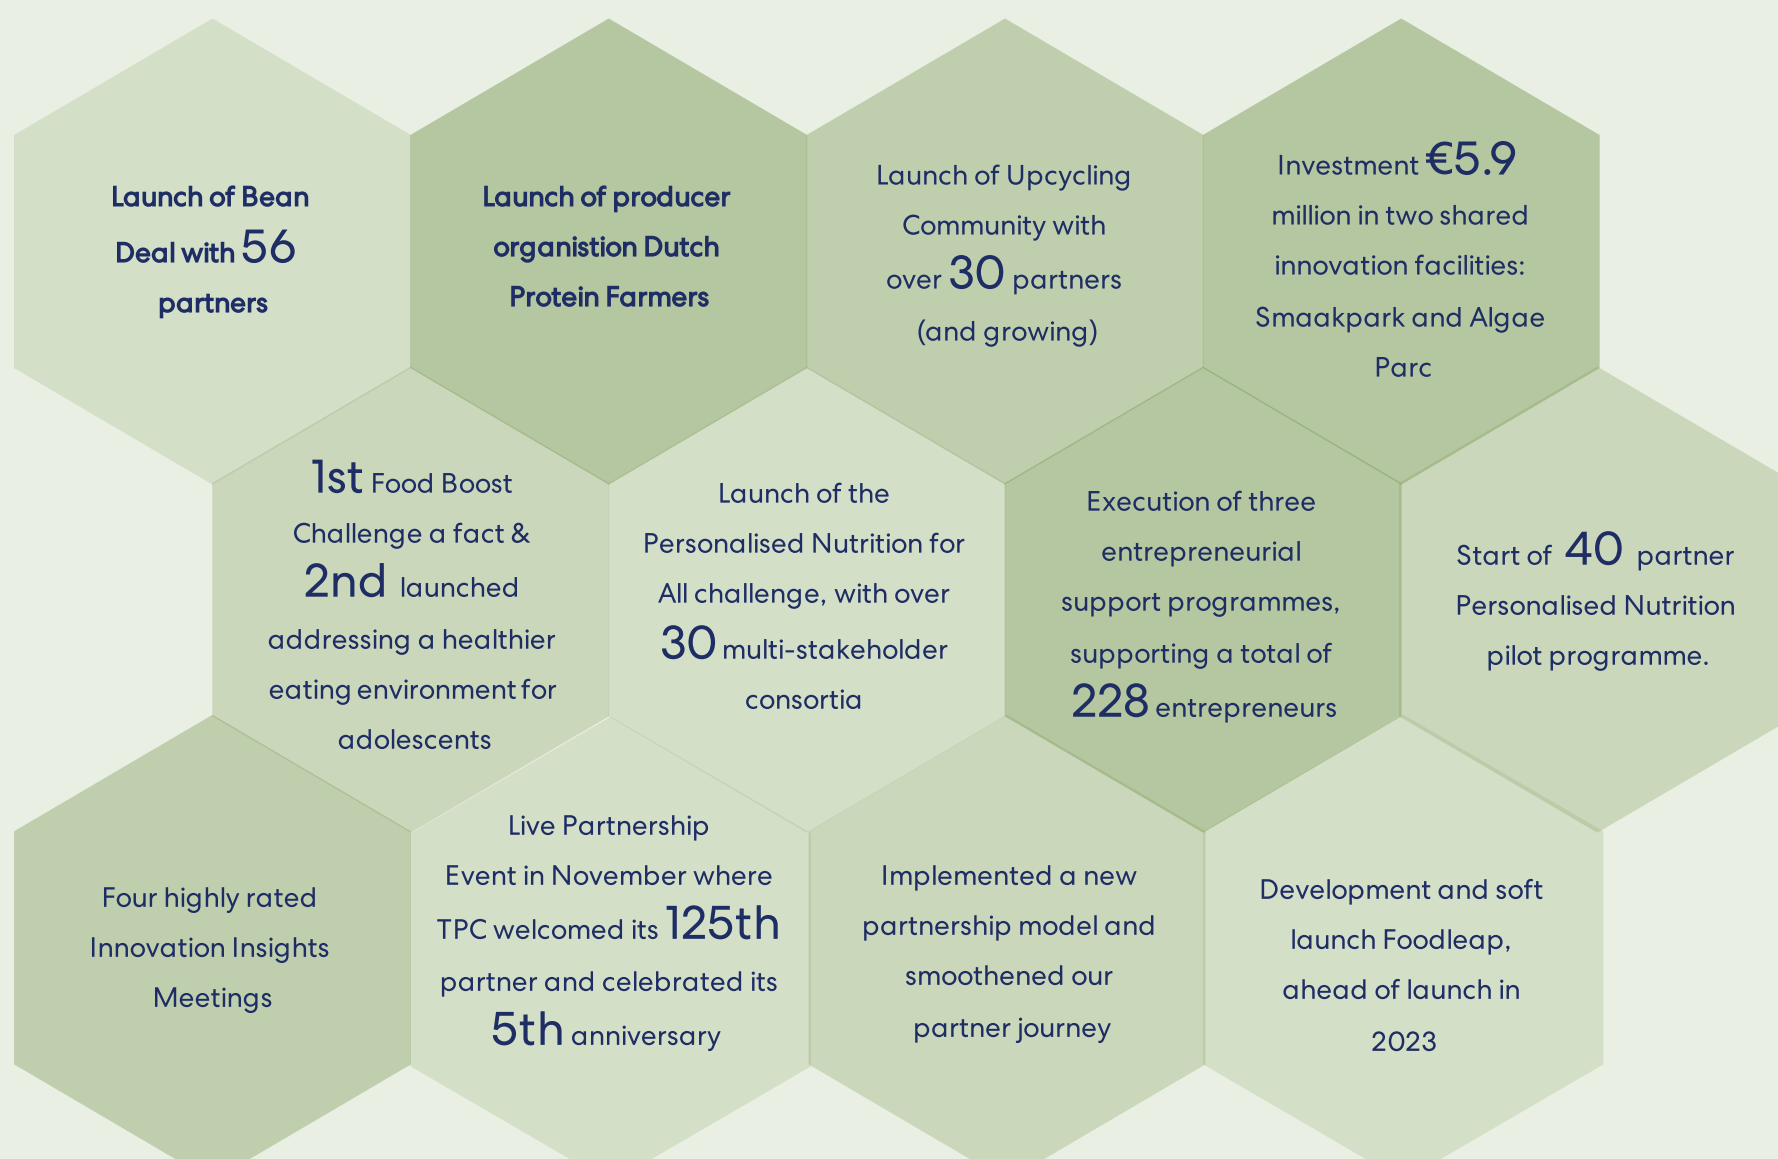 Launch of Bean
Deal with 56
partners
Launch of producer
organistion Dutch
Protein Farmers
Launch of Upcycling
Community with
over 30 partners
(and growing)
Investment €5.9
million in two shared
innovation facilities:
Smaakpark and Algae
Parc
1st Food Boost
Challenge a fact &
2nd launched
addressing a healthier
eating environment for
adolescents
Launch of the
Personalised Nutrition for
All challenge, with over
30 multi-stakeholder
consortia
Execution of three
entrepreneurial
support programmes,
supporting a total of
228 entrepreneurs
Start of 40 partner
Personalised Nutrition
pilot programme.
Four highly rated
Innovation Insights
Meetings
Live Partnership
Event in November where
TPC welcomed its 125th
partner and celebrated its
5th anniversary
Implemented a new
partnership model and
smoothened our
partner journey
Development and soft
launch Foodleap,
ahead of launch in
2023